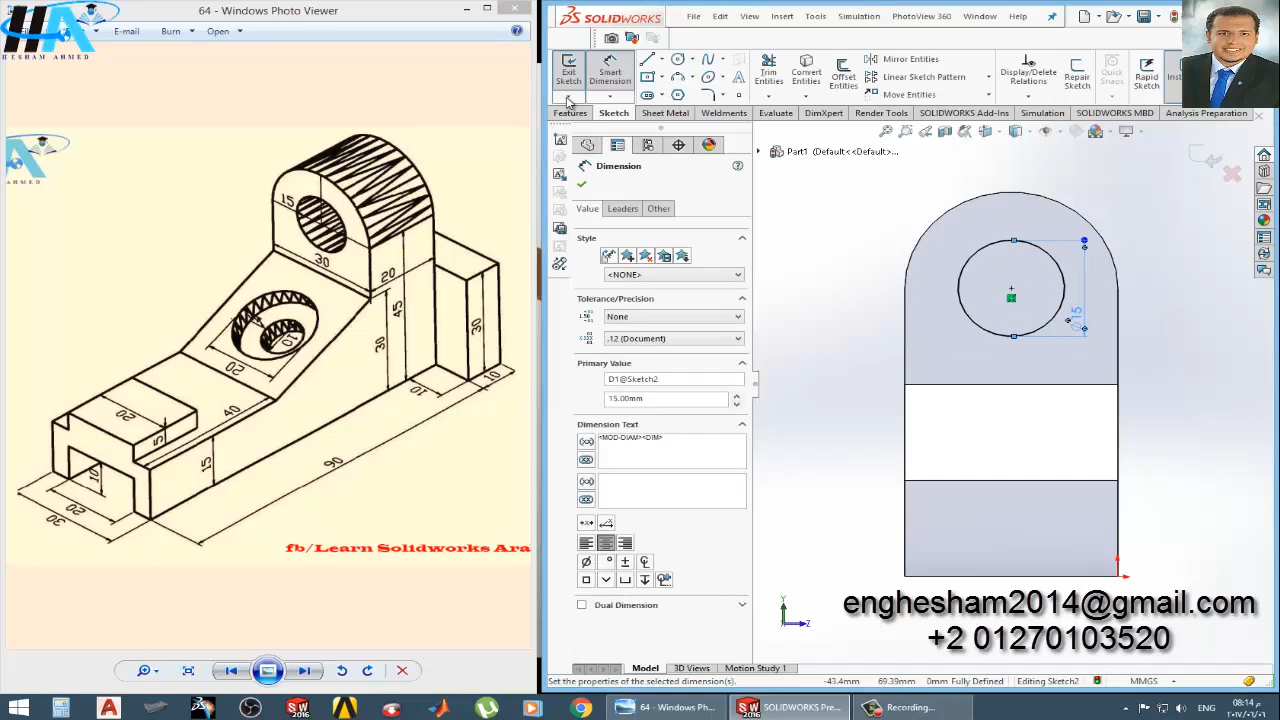 64 - Windows Photo Viewer
E-mail
Burn
Open
HESHAM AHMED
15
30
20
45
30
30
10
20
10
10
40
20
5
15
90
10
20
30
fb/Learn Solidworks Ara
SOLIDWORKS
File Edit View Insert Tools Simulation PhotoView 360 Window Help
Exit Sketch
Smart Dimension
Trim Entities
Convert Entities
Offset Entities
Mirror Entities
Linear Sketch Pattern
Move Entities
Display/Delete Relations
Repair Sketch
Quick Snaps
Rapid Sketch
Features Sketch Sheet Metal Weldments Evaluate DimXpert Render Tools SOLIDWORKS Add-Ins Simulation SOLIDWORKS MBD Analysis Preparation
Dimension
Value Leaders Other
Style
<NONE>
Tolerance/Precision
None
.12 (Document)
Primary Value
D1@Sketch2
15.00mm
Dimension Text
<MOD-DIAM><DIM>
Dual Dimension
Part1 (Default<<Default>...
Ø15
Y
Z
enghesham2014@gmail.com
+2 01270103520
Model 3D Views Motion Study 1
Set the properties of the selected dimension(s).
-43.4mm 69.39mm 0mm Fully Defined Editing Sketch2 MMGS
64 - Windows Ph...
SOLIDWORKS Pre...
Recording...
ENG
08:14 م